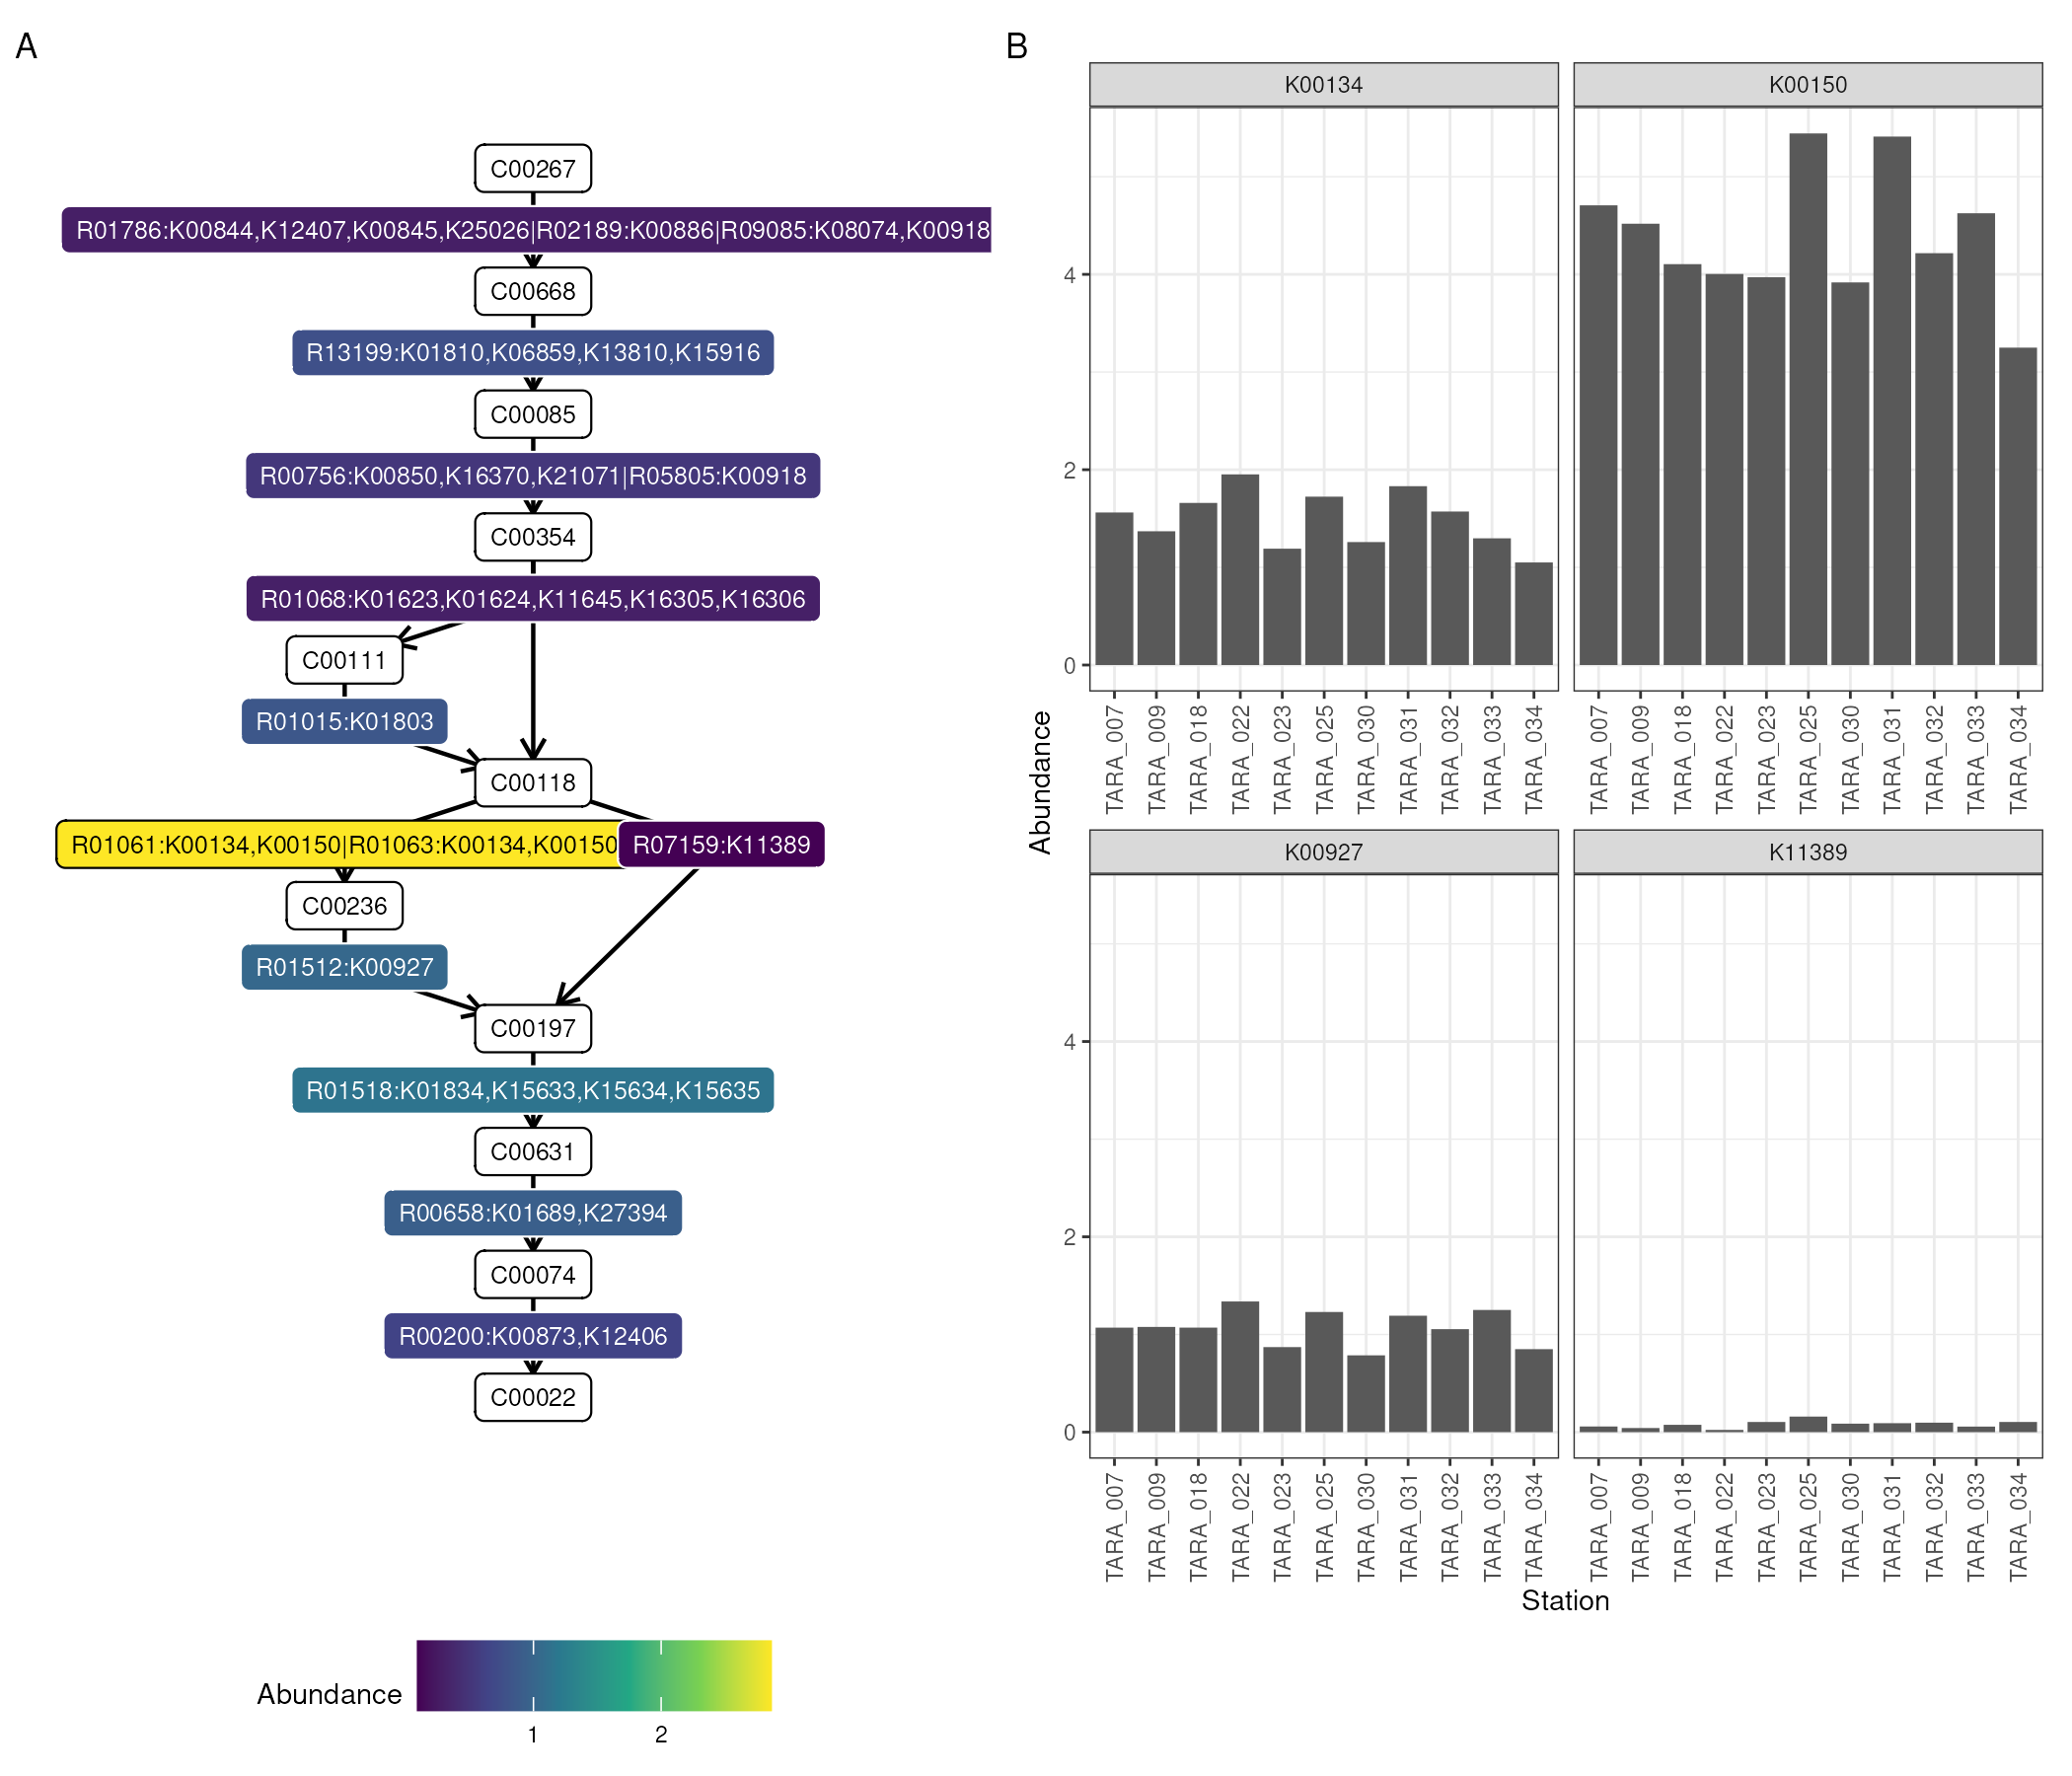 A
C00267
R01786:K00844,K12407,K00845,K25026|R02189:K00886|R09085:K08074,K00918
C00668
R13199:K01810,K06859,K13810,K15916
C00085
R00756:K00850,K16370,K21071|R05805:K00918
C00354
R01068:K01623,K01624,K11645,K16305,K16306
C00111
R01015:K01803
C00118
R01061:K00134,K00150|R01063:K00134,K00150
R07159:K11389
C00236
R01512:K00927
C00197
R01518:K01834,K15633,K15634,K15635
C00631
R00658:K01689,K27394
C00074
R00200:K00873,K12406
C00022
Abundance
1 2
B
Abundance
K00134
4
2
0
TARA_007 TARA_009 TARA_018 TARA_022 TARA_023 TARA_025 TARA_030 TARA_031 TARA_032 TARA_033 TARA_034
K00150
TARA_007 TARA_009 TARA_018 TARA_022 TARA_023 TARA_025 TARA_030 TARA_031 TARA_032 TARA_033 TARA_034
K00927
4
2
0
TARA_007 TARA_009 TARA_018 TARA_022 TARA_023 TARA_025 TARA_030 TARA_031 TARA_032 TARA_033 TARA_034
K11389
TARA_007 TARA_009 TARA_018 TARA_022 TARA_023 TARA_025 TARA_030 TARA_031 TARA_032 TARA_033 TARA_034
Station